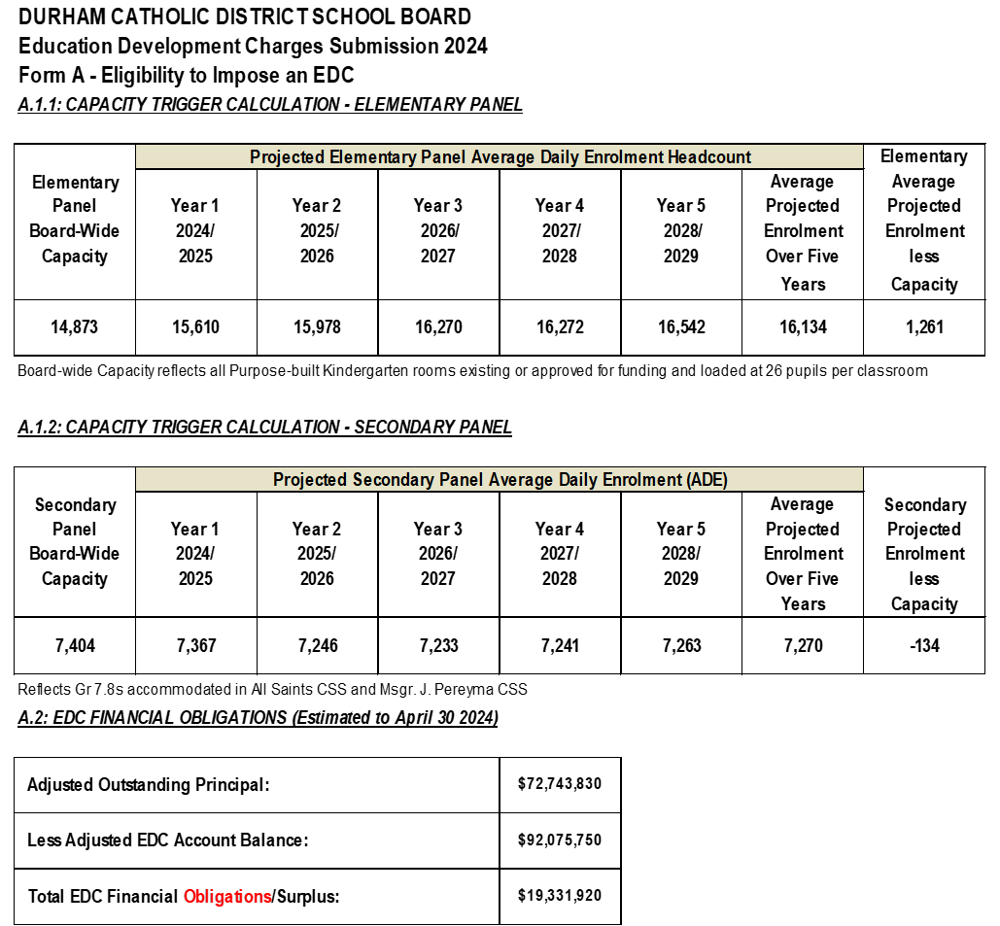 DURHAM CATHOLIC DISTRICT SCHOOL BOARD
Education Development Charges Submission 2024
Form A - Eligibility to Impose an EDC
A.1.1: CAPACITY TRIGGER CALCULATION - ELEMENTARY PANEL
Elementary Panel Board-Wide Capacity
Projected Elementary Panel Average Daily Enrolment Headcount
Year 1 2024/ 2025
Year 2 2025/ 2026
Year 3 2026/ 2027
Year 4 2027/ 2028
Year 5 2028/ 2029
Average Projected Enrolment Over Five Years
Elementary Average Projected Enrolment less Capacity
14,873 15,610 15,978 16,270 16,272 16,542 16,134 1,261
Board-wide Capacity reflects all Purpose-built Kindergarten rooms existing or approved for funding and loaded at 26 pupils per classroom
A.1.2: CAPACITY TRIGGER CALCULATION - SECONDARY PANEL
Secondary Panel Board-Wide Capacity
Projected Secondary Panel Average Daily Enrolment (ADE)
Year 1 2024/ 2025
Year 2 2025/ 2026
Year 3 2026/ 2027
Year 4 2027/ 2028
Year 5 2028/ 2029
Average Projected Enrolment Over Five Years
Secondary Projected Enrolment less Capacity
7,404 7,367 7,246 7,233 7,241 7,263 7,270 -134
Reflects Gr 7.8s accommodated in All Saints CSS and Msgr. J. Pereyma CSS
A.2: EDC FINANCIAL OBLIGATIONS (Estimated to April 30 2024)
Adjusted Outstanding Principal: $72,743,830
Less Adjusted EDC Account Balance: $92,075,750
Total EDC Financial Obligations/Surplus: $19,331,920